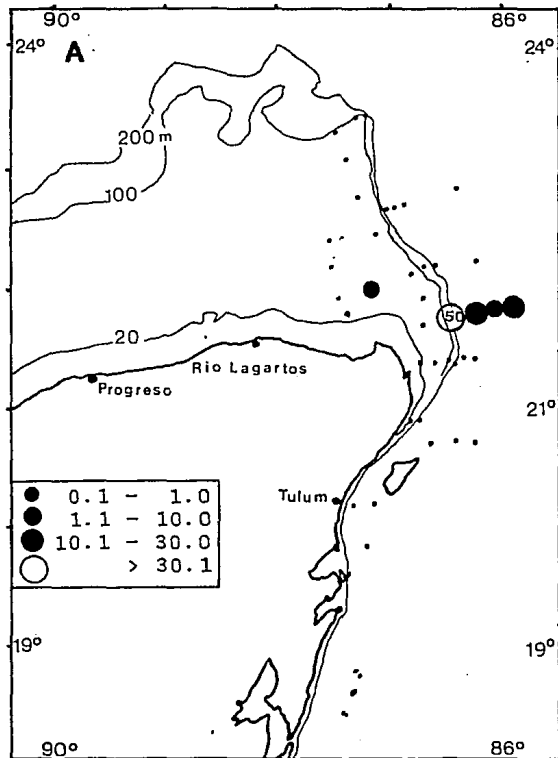 90° 86°
24° A 24°
200 m
100
50
20
Rio Lagartos
Progreso
21°
0.1 - 1.0
1.1 - 10.0
10.1 - 30.0
> 30.1
Tulum
19° 19°
90° 86°